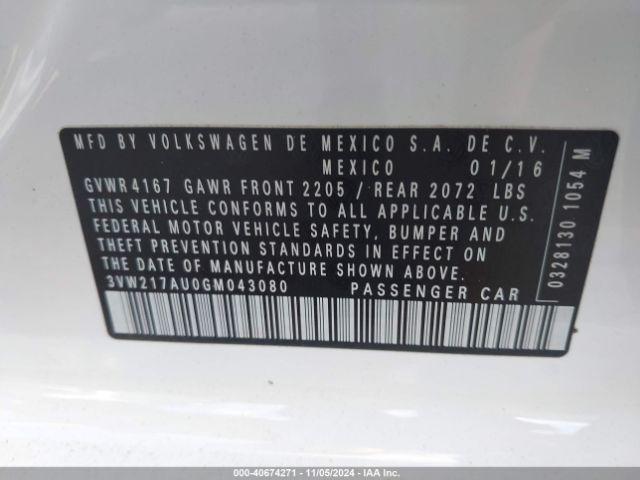 MFD BY VOLKSWAGEN DE MEXICO S.A. DE C.V.
MEXICO 01/16
GVWR 4167 GAWR FRONT 2205 / REAR 2072 LBS
THIS VEHICLE CONFORMS TO ALL APPLICABLE U.S.
FEDERAL MOTOR VEHICLE SAFETY, BUMPER AND
THEFT PREVENTION STANDARDS IN EFFECT ON
THE DATE OF MANUFACTURE SHOWN ABOVE.
3VW217AU0GM043080 PASSENGER CAR
0328130 1054 M
000-40674271 - 11/05/2024 - IAAI.COM